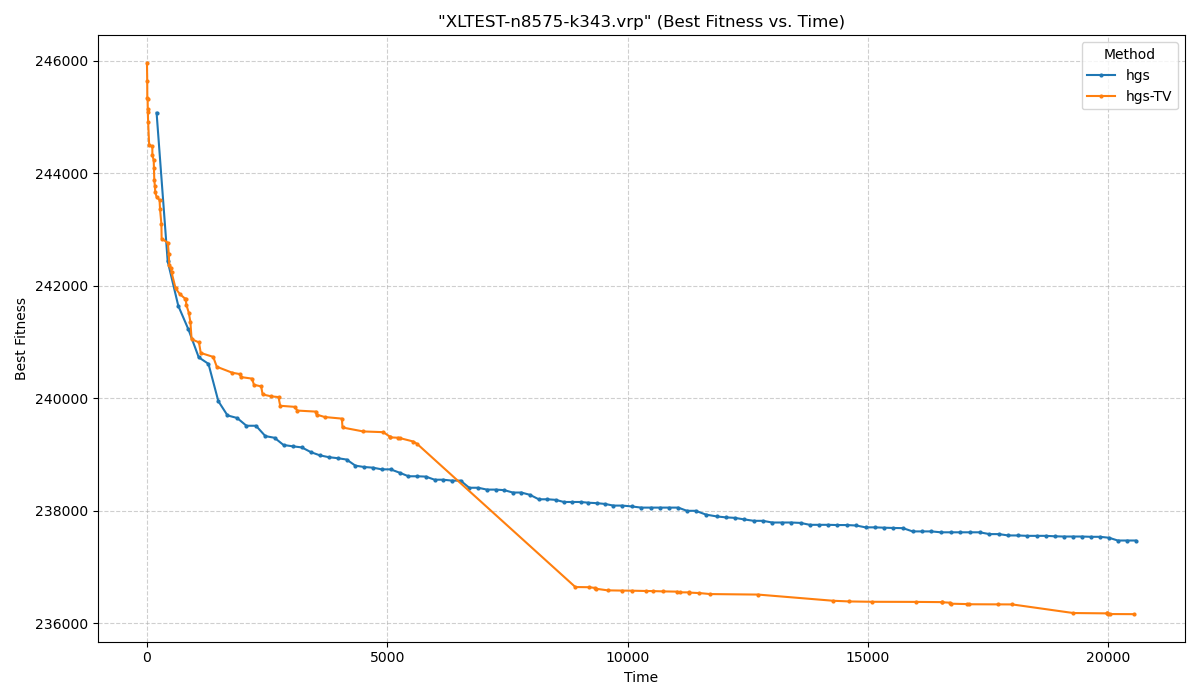 "XLTEST-n8575-k343.vrp" (Best Fitness vs. Time)
Method
hgs
hgs-TV
Best Fitness
246000
244000
242000
240000
238000
236000
0 5000 10000 15000 20000
Time